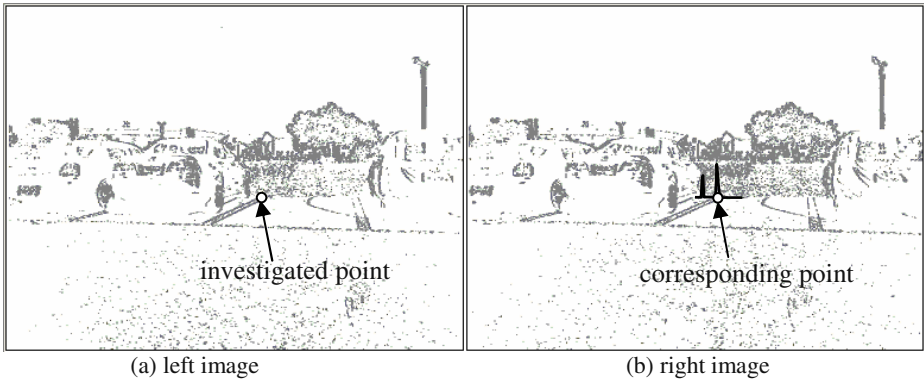 investigated point
corresponding point
(a) left image
(b) right image